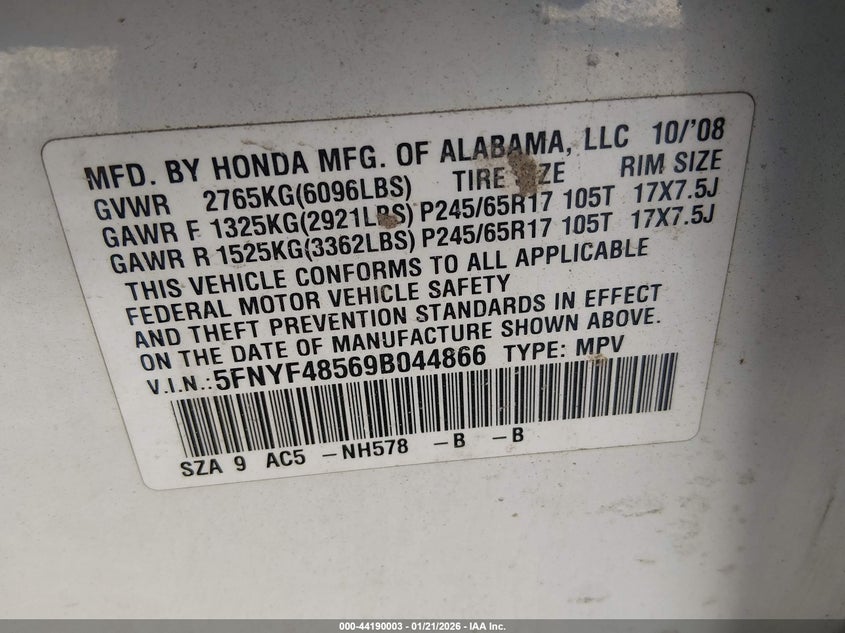 MFD. BY HONDA MFG. OF ALABAMA, LLC 10/'08
GVWR 2765KG(6096LBS) TIRE SIZE RIM SIZE
GAWR F 1325KG(2921LBS) P245/65R17 105T 17X7.5J
GAWR R 1525KG(3362LBS) P245/65R17 105T 17X7.5J
THIS VEHICLE CONFORMS TO ALL APPLICABLE
FEDERAL MOTOR VEHICLE SAFETY
AND THEFT PREVENTION STANDARDS IN EFFECT
ON THE DATE OF MANUFACTURE SHOWN ABOVE.
V.I.N.: 5FNYF48569B044866 TYPE: MPV
SZA 9 AC5 -NH578 -B -B
000-44190003 - 01/21/2026 - IAA Inc.